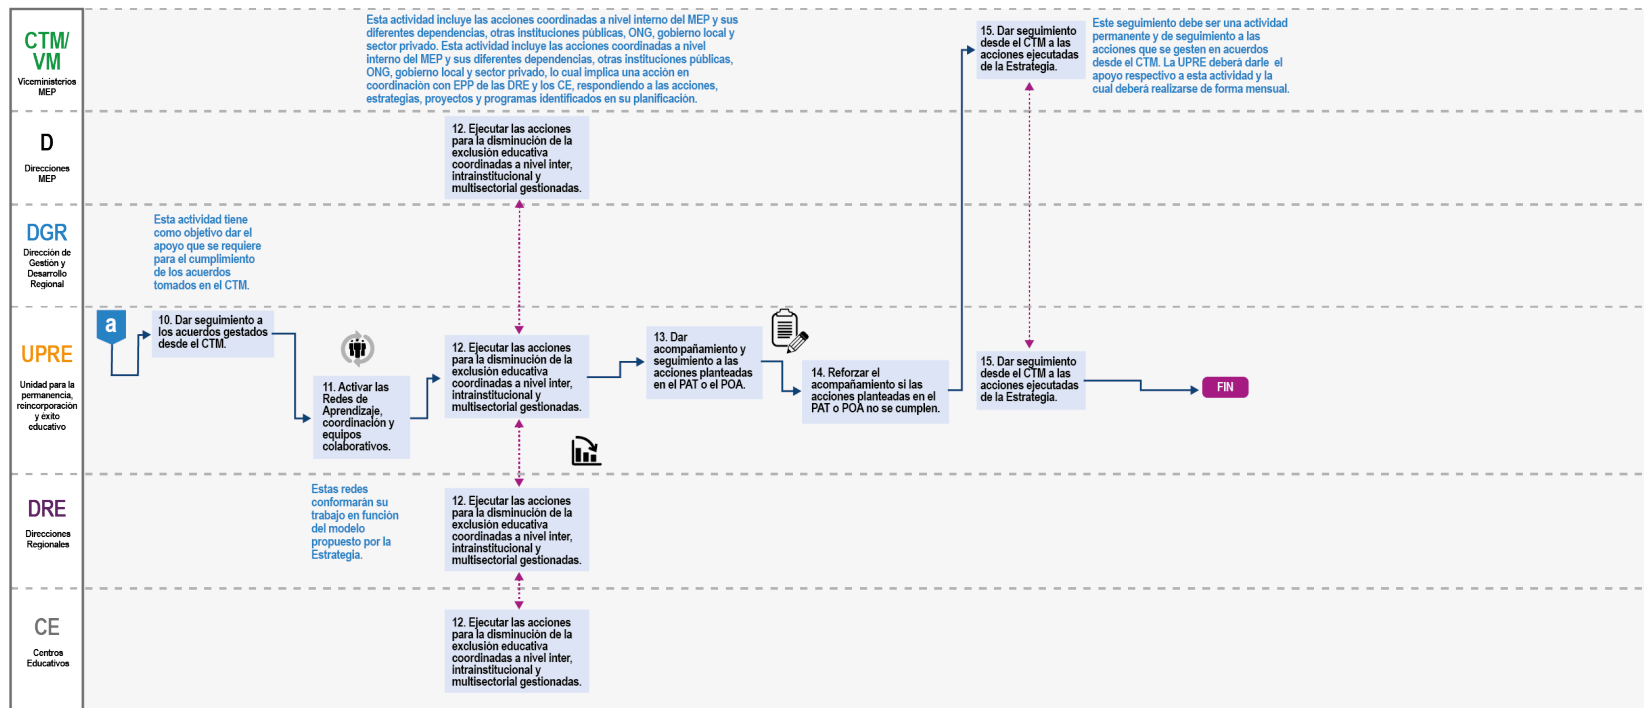 CTM/
VM
Viceministerios
MEP
Esta actividad incluye las acciones coordinadas a nivel interno del MEP y sus
diferentes dependencias, otras instituciones públicas, ONG, gobierno local y
sector privado. Esta actividad incluye las acciones coordinadas a nivel
interno del MEP y sus diferentes dependencias, otras instituciones públicas,
ONG, gobierno local y sector privado, lo cual implica una acción en
coordinación con EPP de las DRE y los CE, respondiendo a las acciones,
estrategias, proyectos y programas identificados en su planificación.
15. Dar seguimiento
desde el CTM a las
acciones ejecutadas
de la Estrategia.
Este seguimiento debe ser una actividad
permanente y de seguimiento a las
acciones que se gesten en acuerdos
desde el CTM. La UPRE deberá darle el
apoyo respectivo a esta actividad y la
cual deberá realizarse de forma mensual.
D
Direcciones
MEP
12. Ejecutar las acciones
para la disminución de la
exclusión educativa
coordinadas a nivel inter,
intrainstitucional y
multisectorial gestionadas.
DGR
Dirección de
Gestión y
Desarrollo
Regional
Esta actividad tiene
como objetivo dar el
apoyo que se requiere
para el cumplimiento
de los acuerdos
tomados en el CTM.
UPRE
Unidad para la
permanencia,
reincorporación
y éxito
educativo
a
10. Dar seguimiento a
los acuerdos gestados
desde el CTM.
11. Activar las
Redes de
Aprendizaje,
coordinación y
equipos
colaborativos.
12. Ejecutar las acciones
para la disminución de la
exclusión educativa
coordinadas a nivel inter,
intrainstitucional y
multisectorial gestionadas.
13. Dar
acompañamiento y
seguimiento a las
acciones planteadas
en el PAT o el POA.
14. Reforzar el
acompañamiento si las
acciones planteadas en el
PAT o POA no se cumplen.
15. Dar seguimiento
desde el CTM a las
acciones ejecutadas
de la Estrategia.
FIN
DRE
Direcciones
Regionales
Estas redes
conformarán su
trabajo en función
del modelo
propuesto por la
Estrategia.
12. Ejecutar las acciones
para la disminución de la
exclusión educativa
coordinadas a nivel inter,
intrainstitucional y
multisectorial gestionadas.
CE
Centros
Educativos
12. Ejecutar las acciones
para la disminución de la
exclusión educativa
coordinadas a nivel inter,
intrainstitucional y
multisectorial gestionadas.